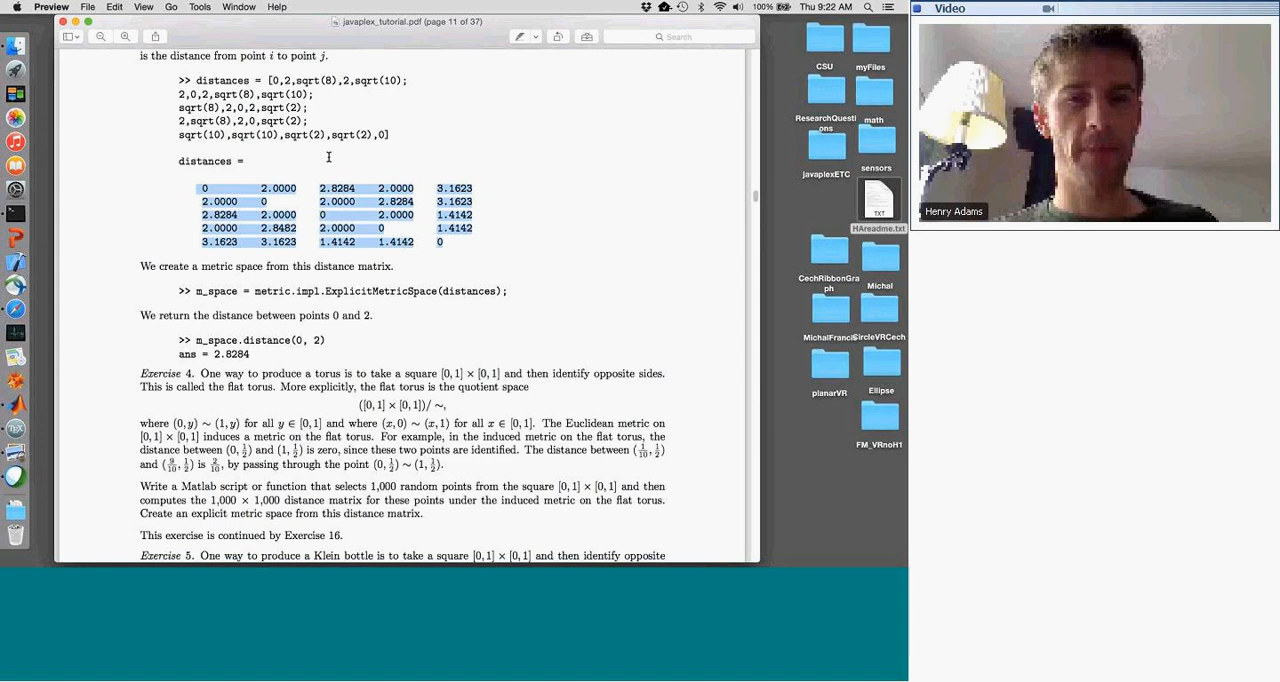 Preview File Edit View Go Tools Window Help
100% Thu 9:22 AM
javaplex_tutorial.pdf (page 11 of 37)
Search
is the distance from point i to point j.
>> distances = [0,2,sqrt(8),2,sqrt(10);
2,0,2,sqrt(8),sqrt(10);
sqrt(8),2,0,2,sqrt(2);
2,sqrt(8),2,0,sqrt(2);
sqrt(10),sqrt(10),sqrt(2),sqrt(2),0]
distances =
0 2.0000 2.8284 2.0000 3.1623
2.0000 0 2.0000 2.8284 3.1623
2.8284 2.0000 0 2.0000 1.4142
2.0000 2.8482 2.0000 0 1.4142
3.1623 3.1623 1.4142 1.4142 0
We create a metric space from this distance matrix.
>> m_space = metric.impl.ExplicitMetricSpace(distances);
We return the distance between points 0 and 2.
>> m_space.distance(0, 2)
ans = 2.8284
Exercise 4. One way to produce a torus is to take a square [0, 1] × [0, 1] and then identify opposite sides.
This is called the flat torus. More explicitly, the flat torus is the quotient space
([0, 1] × [0, 1])/ ∼,
where (0, y) ∼ (1, y) for all y ∈ [0, 1] and where (x, 0) ∼ (x, 1) for all x ∈ [0, 1]. The Euclidean metric on
[0, 1] × [0, 1] induces a metric on the flat torus. For example, in the induced metric on the flat torus, the
distance between (0, 1/2) and (1, 1/2) is zero, since these two points are identified. The distance between (1/10, 1/2)
and (9/10, 1/2) is 2/10, by passing through the point (0, 1/2) ∼ (1, 1/2).
Write a Matlab script or function that selects 1,000 random points from the square [0, 1] × [0, 1] and then
computes the 1,000 × 1,000 distance matrix for these points under the induced metric on the flat torus.
Create an explicit metric space from this distance matrix.
This exercise is continued by Exercise 16.
Exercise 5. One way to produce a Klein bottle is to take a square [0, 1] × [0, 1] and then identify opposite
CSU
myFiles
ResearchQuesti
ons
math
javaplexETC
sensors
TXT
HAreadme.txt
CechRibbonGra
ph
Michal
MichalFrancis
CircleVRCech
planarVR
Ellipse
FM_VRnoH1
Video
Henry Adams